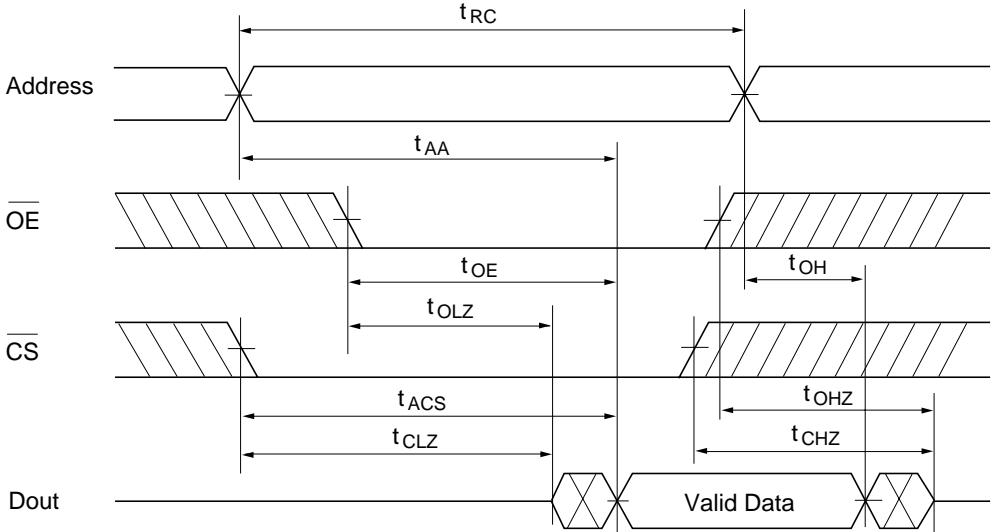 tRC
Address
tAA
OE
tOE
tOH
tOLZ
CS
tACS
tOHZ
tCLZ
tCHZ
Dout
Valid Data